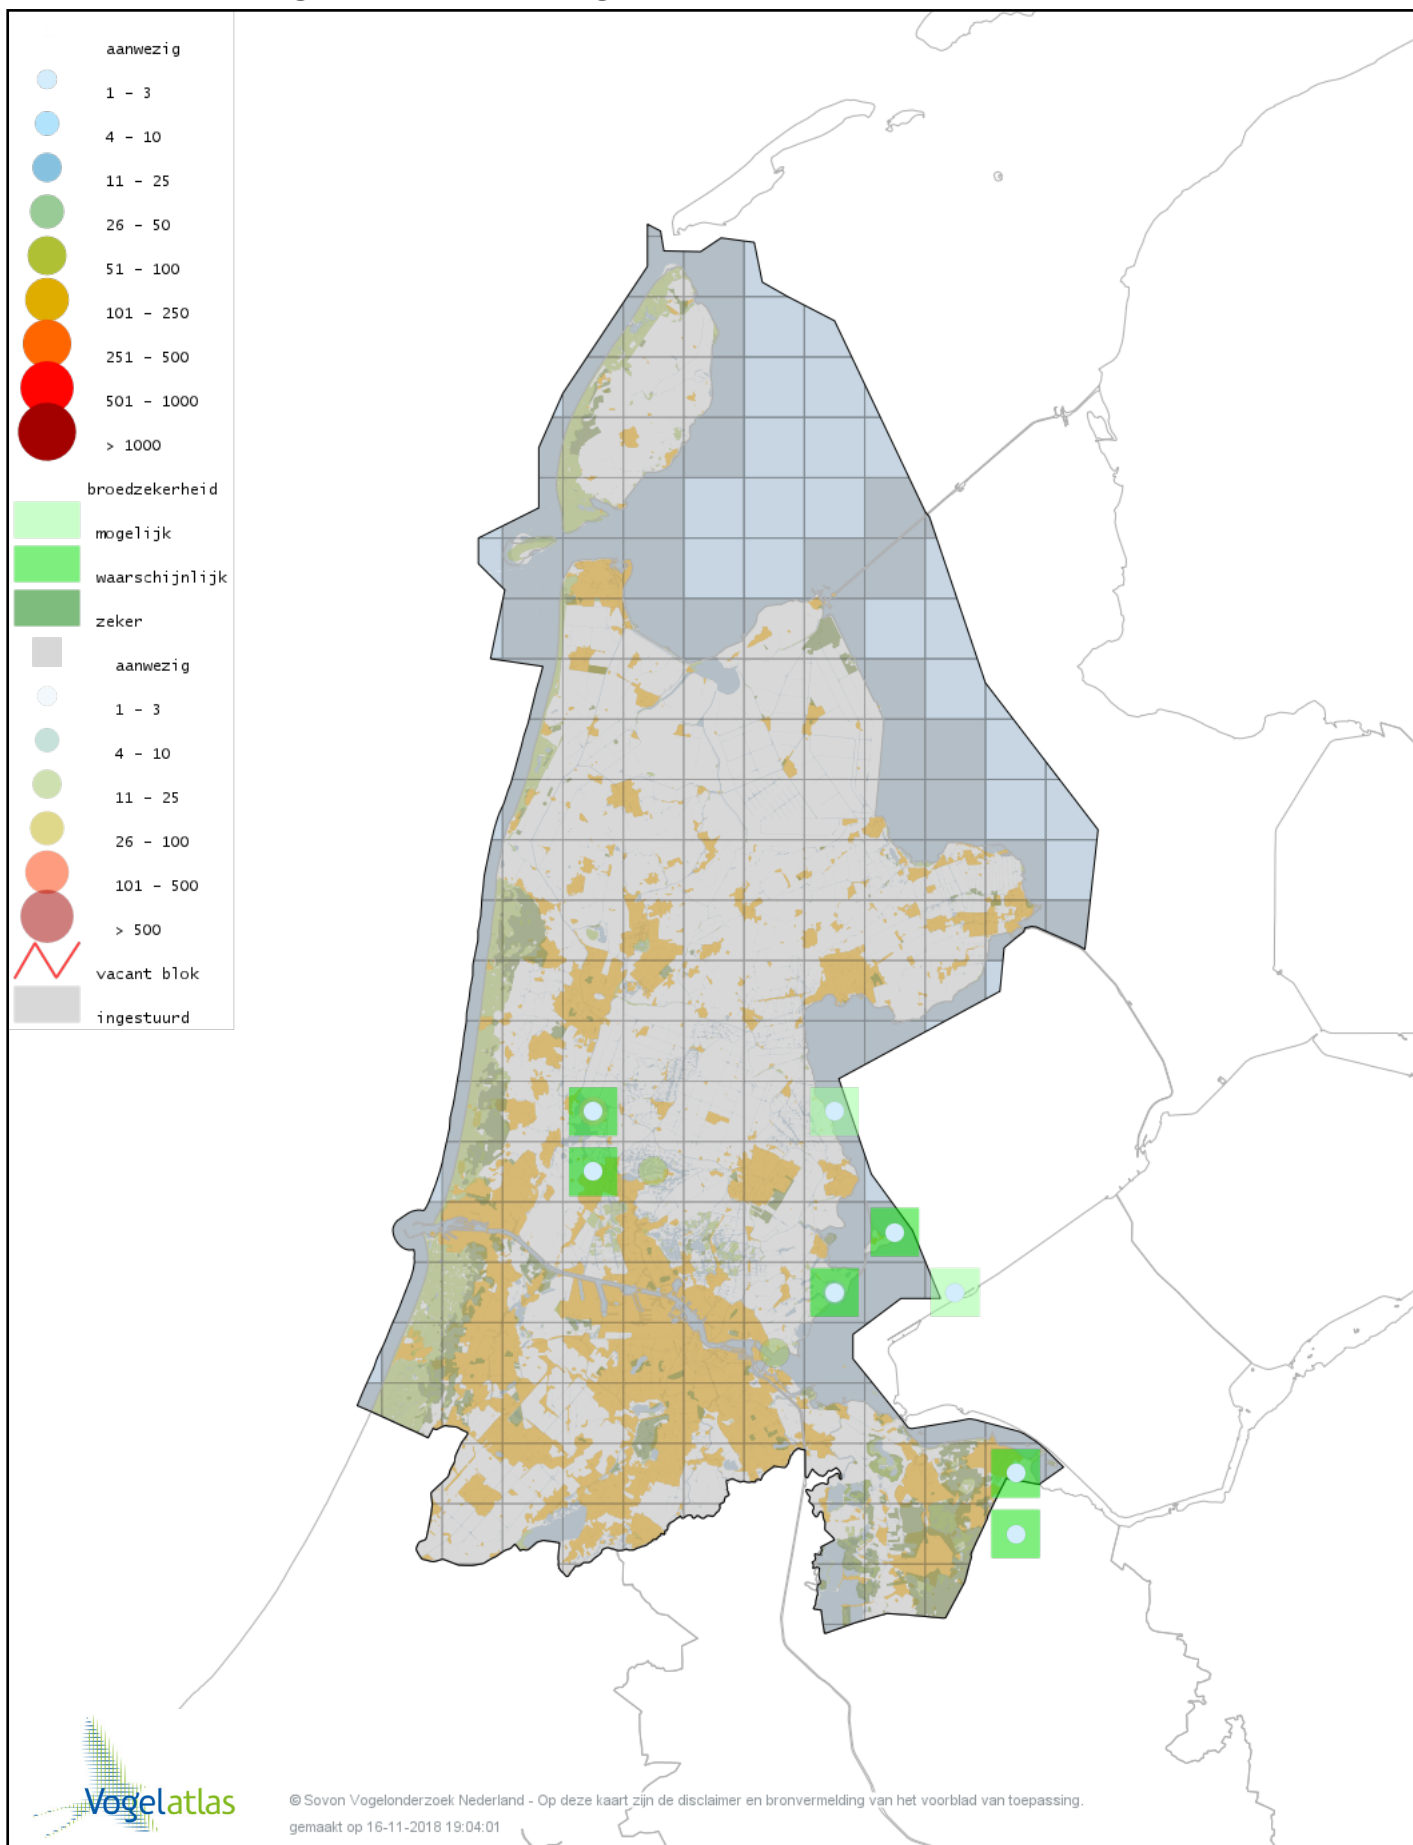 aanwezig
1 – 3
4 – 10
11 – 25
26 – 50
51 – 100
101 – 250
251 – 500
501 – 1000
> 1000
broedzekerheid
mogelijk
waarschijnlijk
zeker
aanwezig
1 – 3
4 – 10
11 – 25
26 – 100
101 – 500
> 500
vacant blok
ingestuurd
Vogelatlas
© Sovon Vogelonderzoek Nederland - Op deze kaart zijn de disclaimer en bronvermelding van het voorblad van toepassing.
gemaakt op 16-11-2018 19:04:01